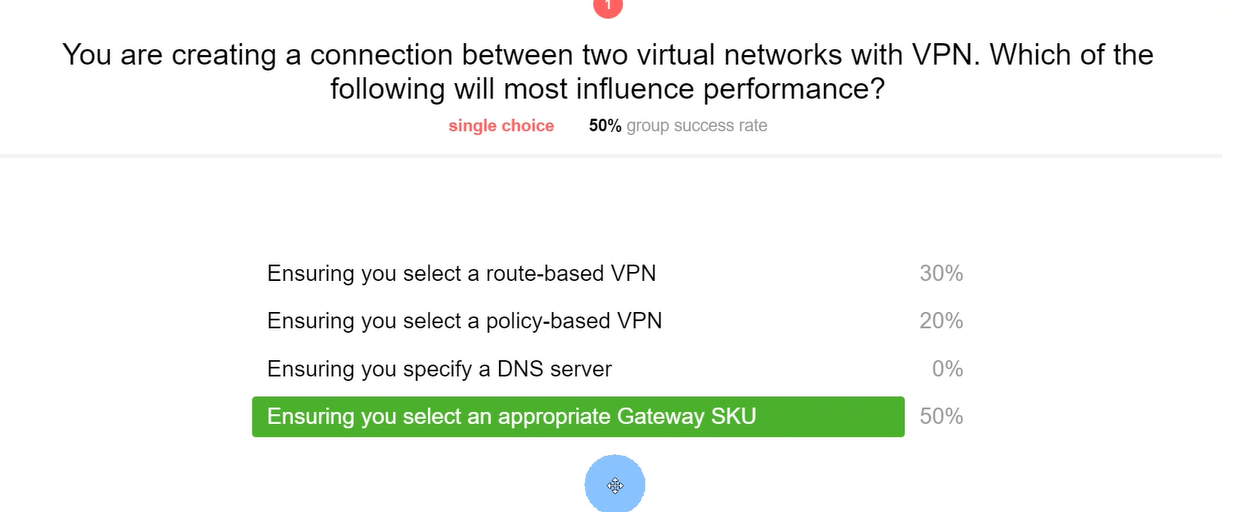 1
You are creating a connection between two virtual networks with VPN. Which of the
following will most influence performance?
single choice 50% group success rate
Ensuring you select a route-based VPN 30%
Ensuring you select a policy-based VPN 20%
Ensuring you specify a DNS server 0%
Ensuring you select an appropriate Gateway SKU 50%